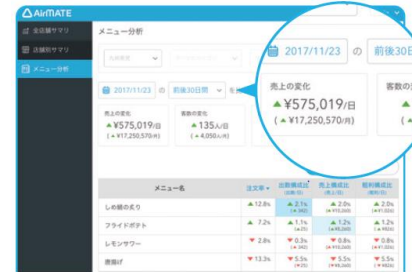 AirMATE
全店舗サマリ
店舗別サマリ
メニュー分析
メニュー分析
2017/11/23 の 前後30日間 を
2017/11/23 の 前後30日
売上の変化
▲¥575,019/日
(▲¥17,250,570/月)
客数の変化
▲135人/日
(▲4,050人/月)
売上の変化
▲¥575,019/日
(▲¥17,250,570/月)
客数の
メニュー名 注文率 出数構成比 売上構成比 粗利構成比
しめ鯖の炙り ▲12.8% ▲2.1% ▲2.0% ▲2.0%
フライドポテト ▲7.2% ▲1.1% ▲1.2% ▲1.2%
レモンサワー ▼2.8% ▼0.3% ▼0.8% ▼0.8%
唐揚げ ▼13.3% ▼5.5% ▼5.5% ▼5.5%